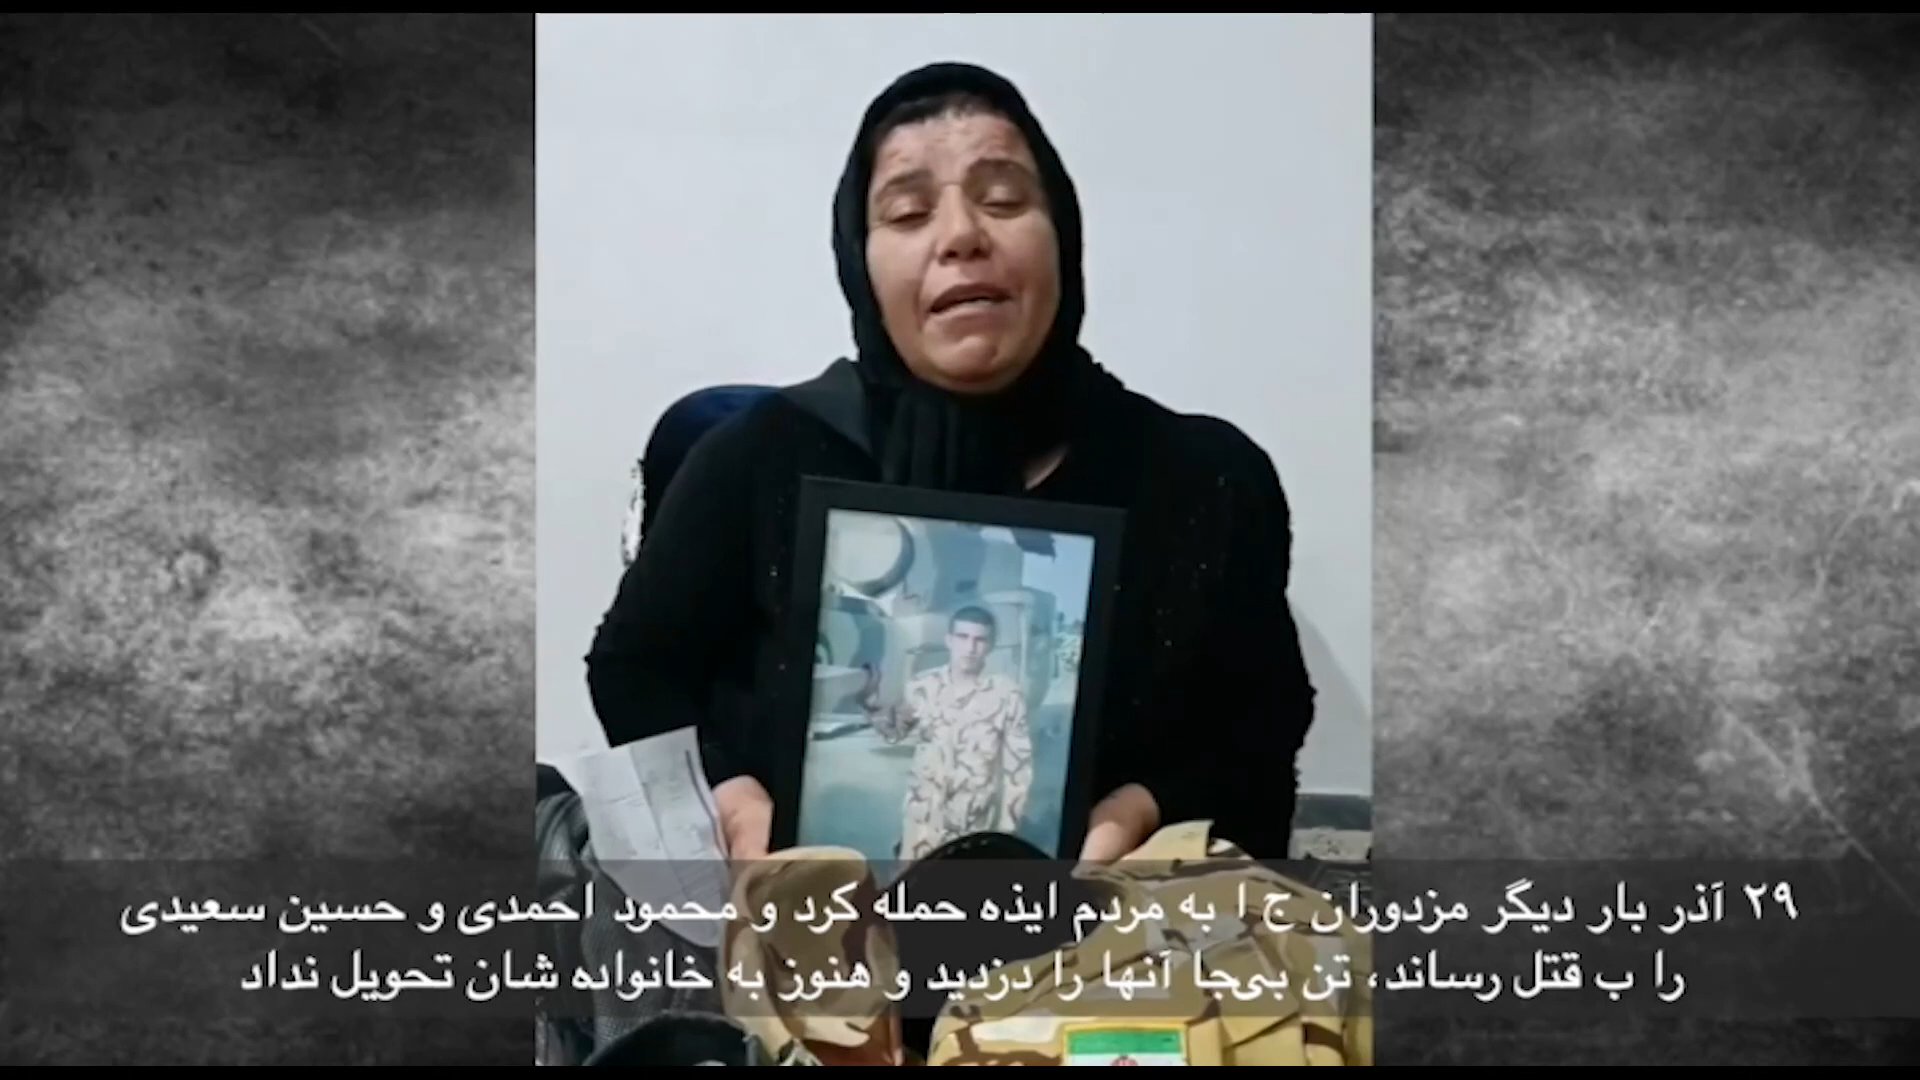 ۲۹ آذر بار دیگر مزدوران ج ا به مردم ایذه حمله کرد و محمود احمدی و حسین سعیدی
را ب قتل رساند، تن بی‌جا آنها را دزدید و هنوز به خانواده شان تحویل نداد